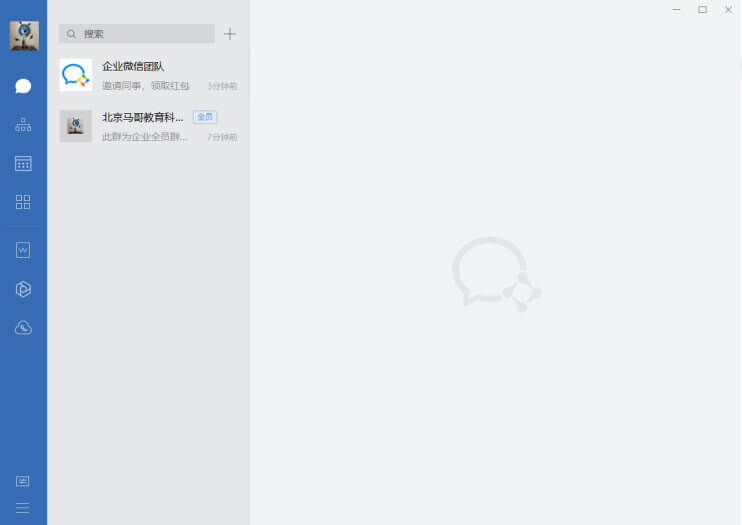 搜索
企业微信团队
邀请同事，领取红包
3分钟前
北京马哥教育科... 全员
此群为企业全员群...
7分钟前